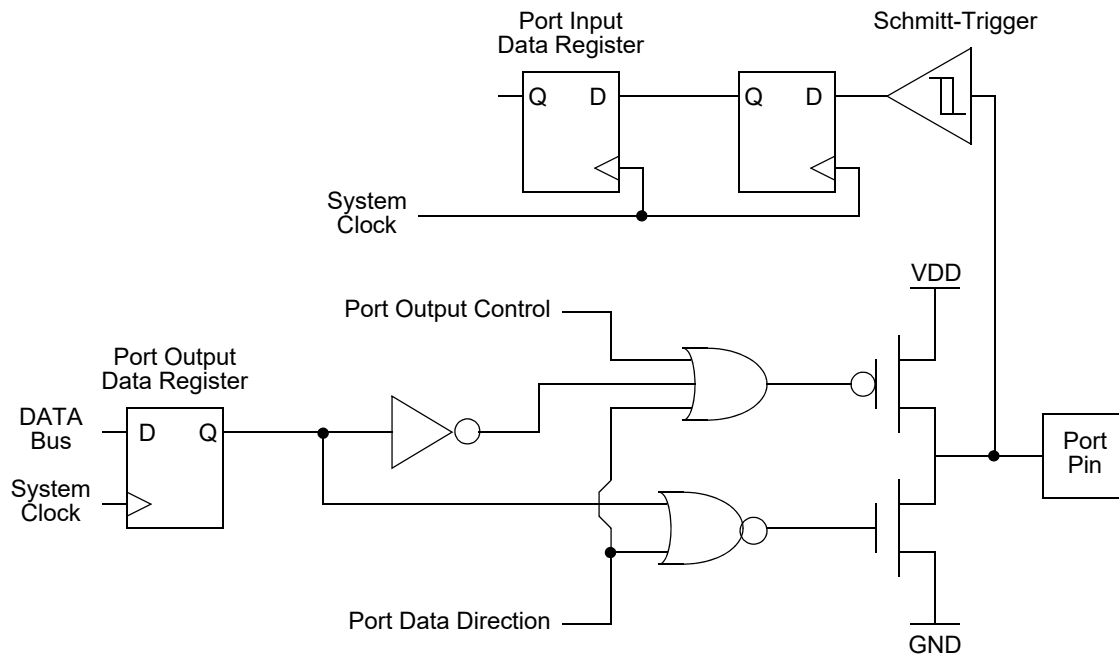 Port Input
Data Register
Schmitt-Trigger
Q
D
Q
D
System
Clock
VDD
Port Output Control
Port Output
Data Register
DATA
Bus
D
Q
System
Clock
Port
Pin
Port Data Direction
GND